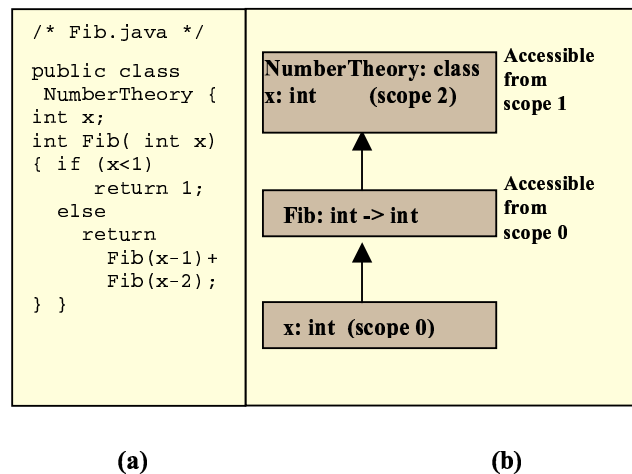 /* Fib.java */
public class
NumberTheory {
int x;
int Fib( int x)
{ if (x<1)
return 1;
else
return
Fib(x-1)+
Fib(x-2);
} }
NumberTheory: class
x: int (scope 2)
Accessible
from
scope 1
Fib: int -> int
Accessible
from
scope 0
x: int (scope 0)
(a)
(b)